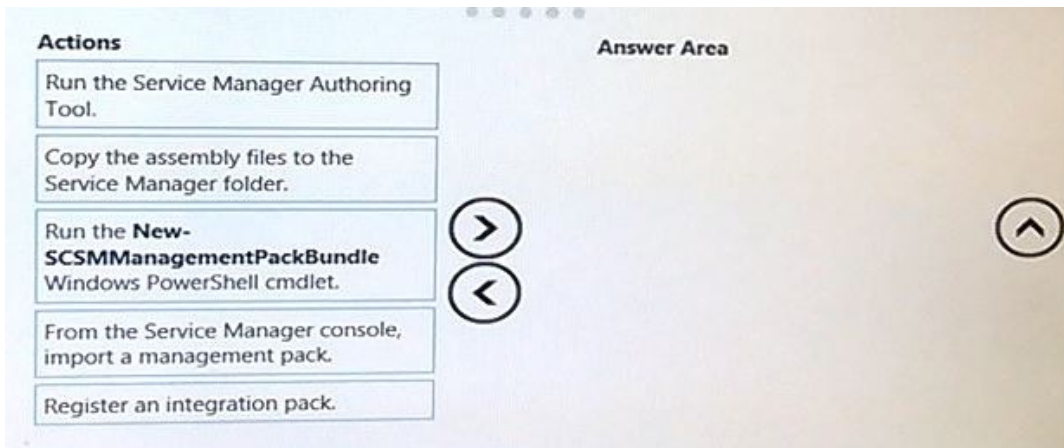 Actions
Answer Area
Run the Service Manager Authoring
Tool.
Copy the assembly files to the
Service Manager folder.
Run the New-
SCSMManagementPackBundle
Windows PowerShell cmdlet.
From the Service Manager console,
import a management pack.
Register an integration pack.